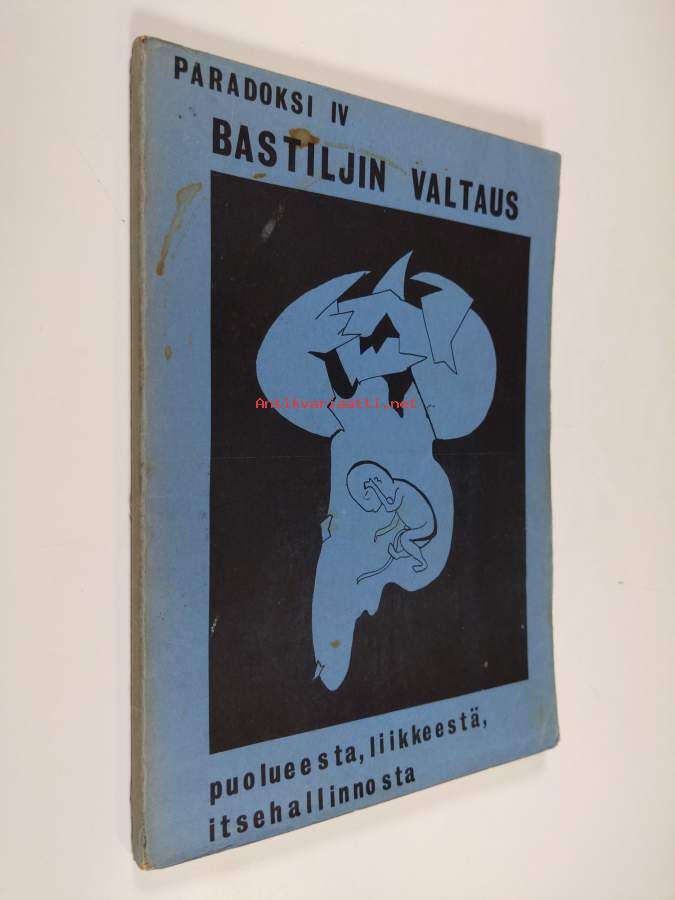 PARADOKSI IV
BASTILJIN VALTAUS
Antikvariaatti.net
puolueesta, liikkeestä,
itsehallinnosta